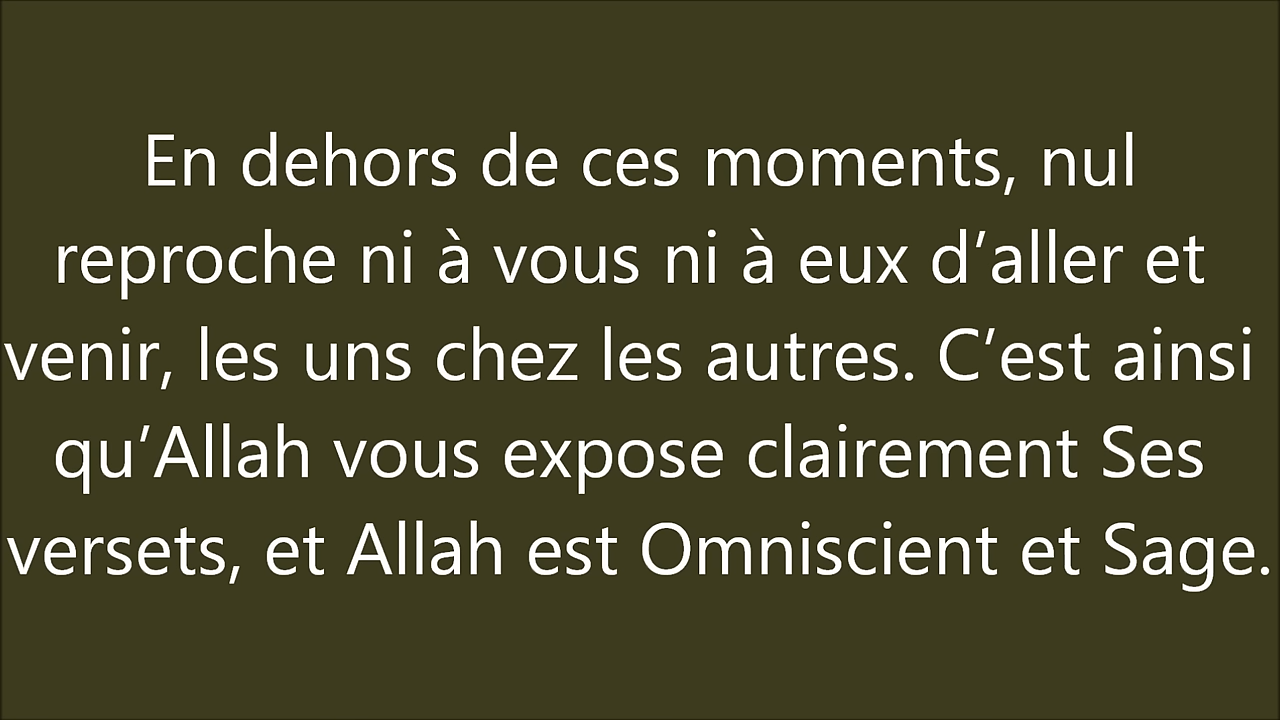 En dehors de ces moments, nul
reproche ni à vous ni à eux d’aller et
venir, les uns chez les autres. C’est ainsi
qu’Allah vous expose clairement Ses
versets, et Allah est Omniscient et Sage.